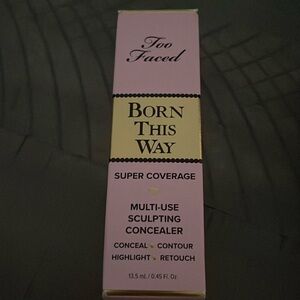 Too
Faced
BORN
THIS
WAY
SUPER COVERAGE
MULTI-USE
SCULPTING
CONCEALER
CONCEAL CONTOUR
HIGHLIGHT RETOUCH
13.5 mL / 0.45 Fl. Oz.